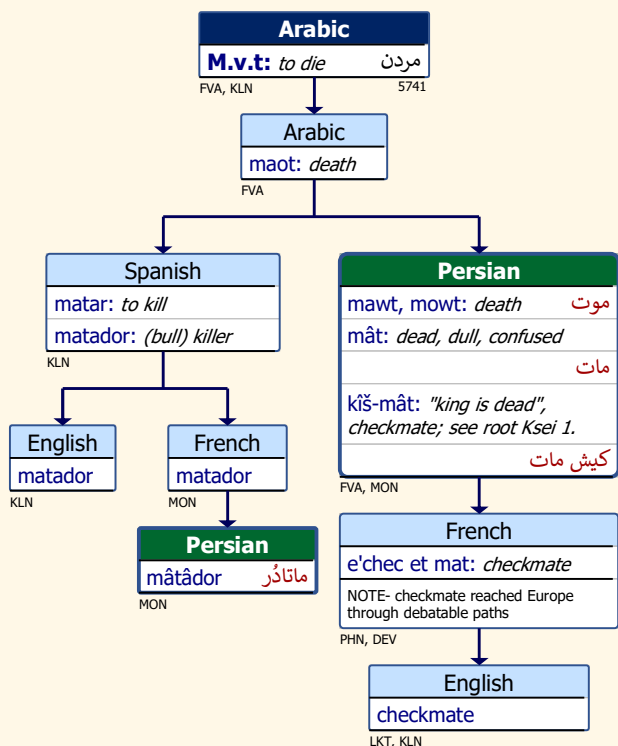 Arabic
M.v.t: to die مردن
FVA, KLN 5741
Arabic
maot: death
FVA
Spanish
matar: to kill
matador: (bull) killer
KLN
English
matador
KLN
French
matador
MON
Persian
mâtâdor ماتادُر
MON
Persian
mawt, mowt: death موت
mât: dead, dull, confused
مات
kîš-mât: "king is dead",
checkmate; see root Ksei 1.
کیش مات
FVA, MON
French
e'chec et mat: checkmate
NOTE- checkmate reached Europe
through debatable paths
PHN, DEV
English
checkmate
LKT, KLN